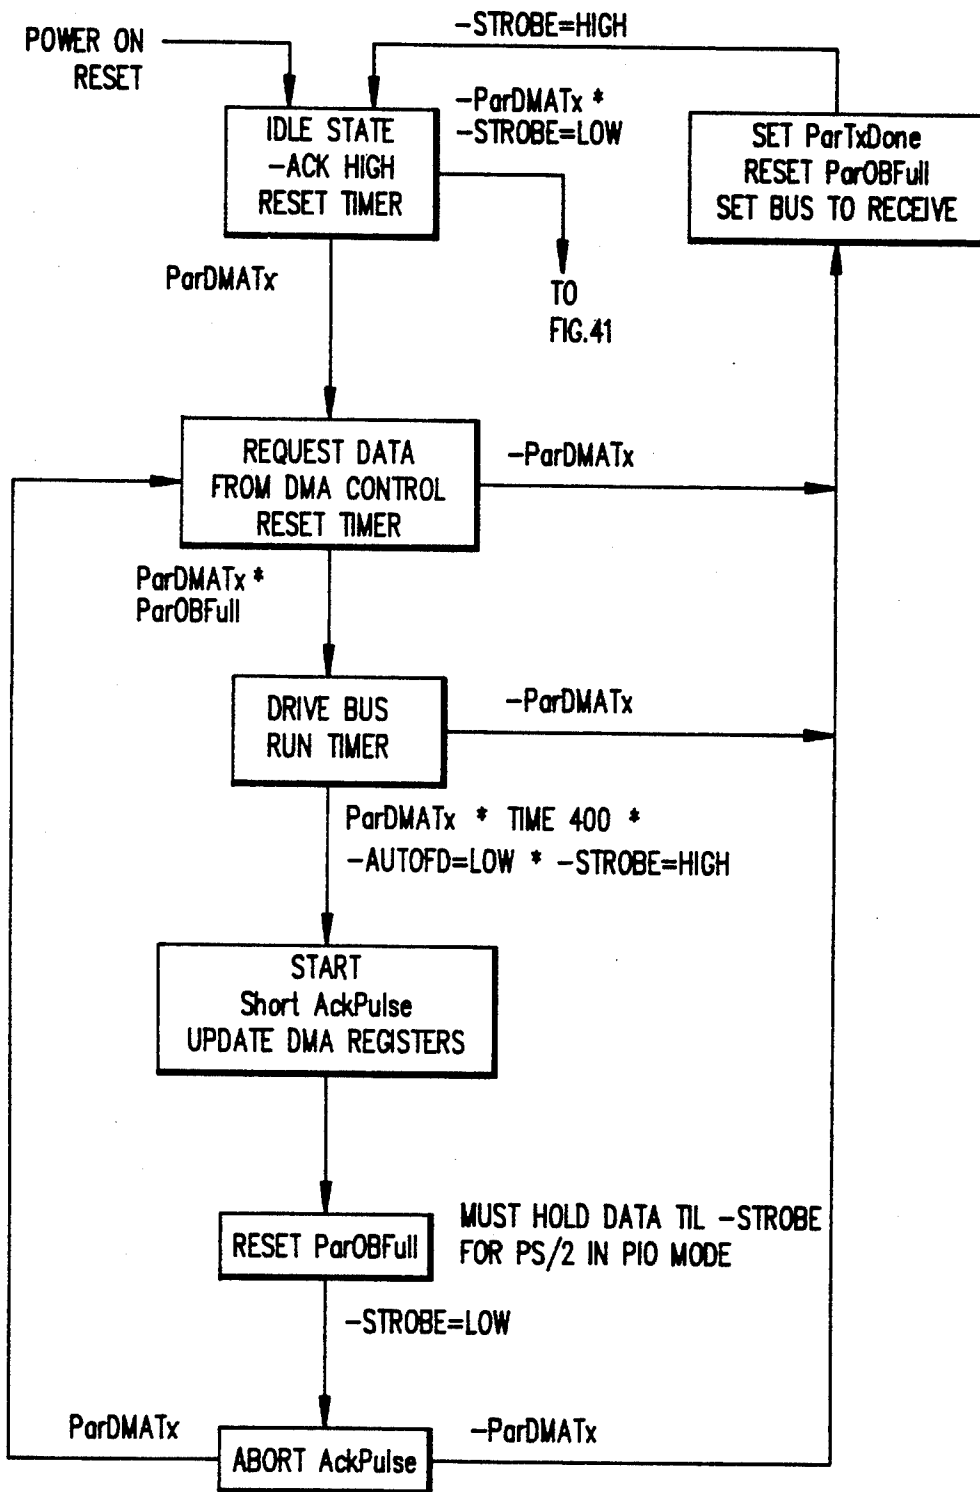 -STROBE=HIGH
POWER ON
RESET
-ParDMATx *
-STROBE=LOW
IDLE STATE
-ACK HIGH
RESET TIMER
SET ParTxDone
RESET ParOBFull
SET BUS TO RECEIVE
ParDMATx
TO
FIG.41
REQUEST DATA
FROM DMA CONTROL
RESET TIMER
-ParDMATx
ParDMATx *
ParOBFull
DRIVE BUS
RUN TIMER
-ParDMATx
ParDMATx * TIME 400 *
-AUTOFD=LOW * -STROBE=HIGH
START
Short AckPulse
UPDATE DMA REGISTERS
RESET ParOBFull
MUST HOLD DATA TIL -STROBE
FOR PS/2 IN PIO MODE
-STROBE=LOW
ParDMATx
-ParDMATx
ABORT AckPulse